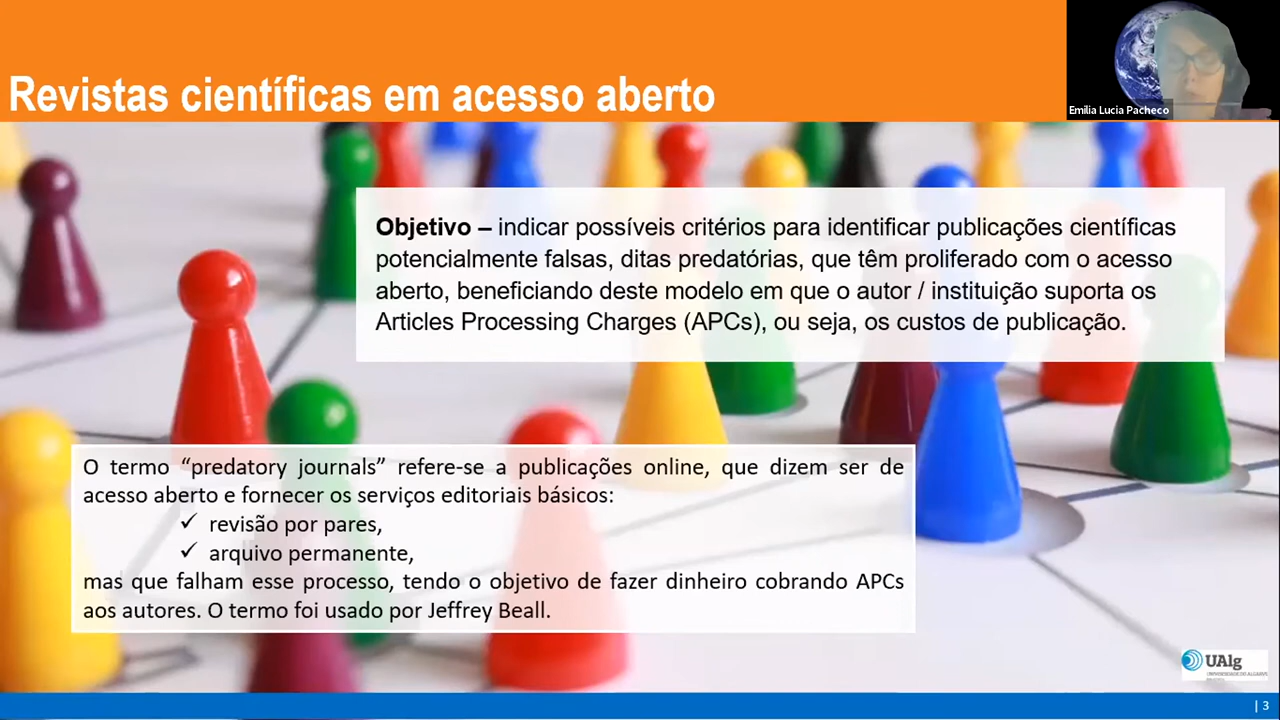 Revistas científicas em acesso aberto
Emilia Lucia Pacheco
Objetivo – indicar possíveis critérios para identificar publicações científicas
potencialmente falsas, ditas predatórias, que têm proliferado com o acesso
aberto, beneficiando deste modelo em que o autor / instituição suporta os
Articles Processing Charges (APCs), ou seja, os custos de publicação.
O termo “predatory journals” refere-se a publicações online, que dizem ser de
acesso aberto e fornecer os serviços editoriais básicos:
✓ revisão por pares,
✓ arquivo permanente,
mas que falham esse processo, tendo o objetivo de fazer dinheiro cobrando APCs
aos autores. O termo foi usado por Jeffrey Beall.
UAlg
UNIVERSIDADE DO ALGARVE
| 3